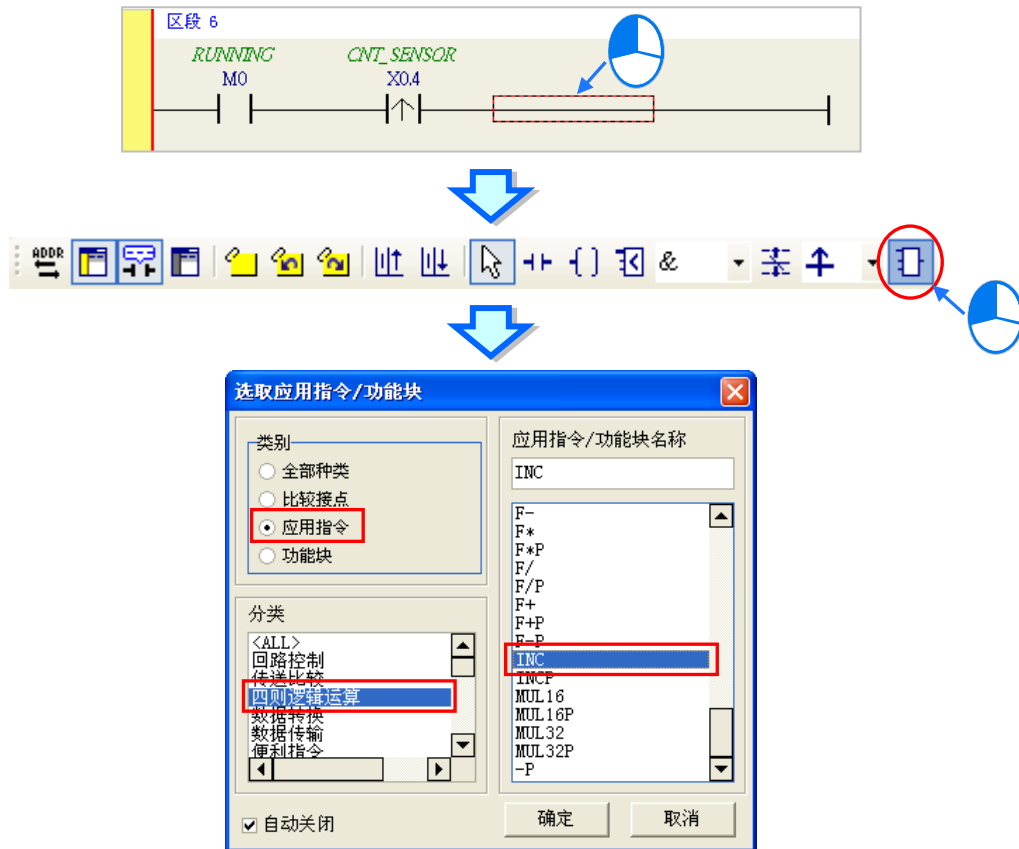 区段 6
RUNNING CNT_SENSOR
M0 X0.4
ADDR
&
选取应用指令/功能块
类别
全部种类
比较接点
应用指令
功能块
分类
<ALL>
回路控制
传送比较
四则逻辑运算
数据转换
数据传输
便利指令
自动关闭
应用指令/功能块名称
INC
F-
F*
F*P
F/
F/P
F+
F+P
F-P
INC
INCP
MUL16
MUL16P
MUL32
MUL32P
-P
确定 取消